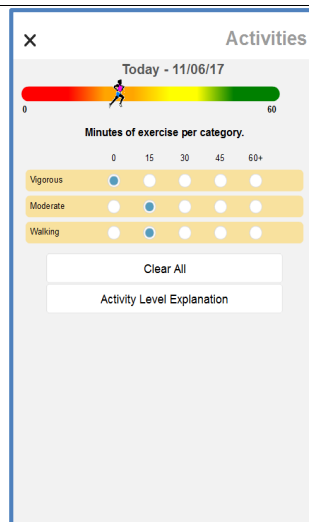 × Activities
Today - 11/06/17
0 60
Minutes of exercise per category.
0 15 30 45 60+
Vigorous
Moderate
Walking
Clear All
Activity Level Explanation